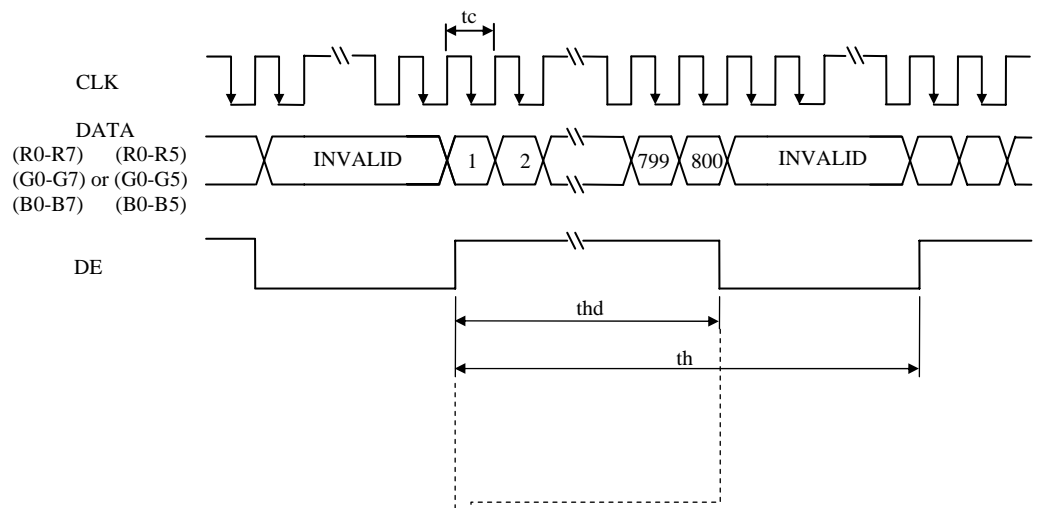 tc
CLK
DATA
(R0-R7) (R0-R5)
(G0-G7) or (G0-G5)
(B0-B7) (B0-B5)
INVALID 1 2 799 800 INVALID
DE
thd
th